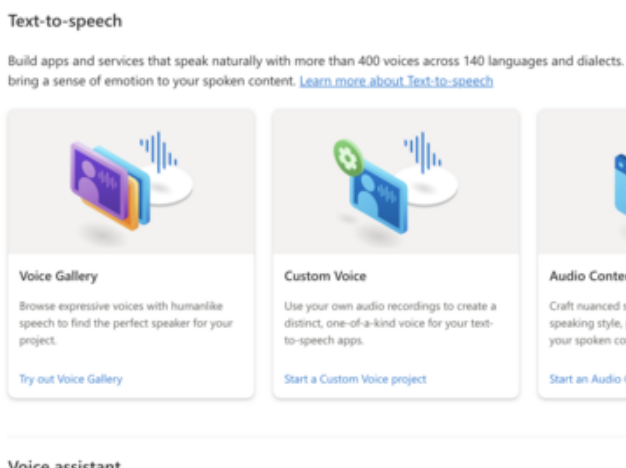 Text-to-speech
Build apps and services that speak naturally with more than 400 voices across 140 languages and dialects.
bring a sense of emotion to your spoken content. Learn more about Text-to-speech
Voice Gallery
Browse expressive voices with humanlike
speech to find the perfect speaker for your
project.
Try out Voice Gallery
Custom Voice
Use your own audio recordings to create a
distinct, one-of-a-kind voice for your text-
to-speech apps.
Start a Custom Voice project
Audio Conte
Craft nuanced s
speaking style,
your spoken co
Start an Audio
Voice assistant